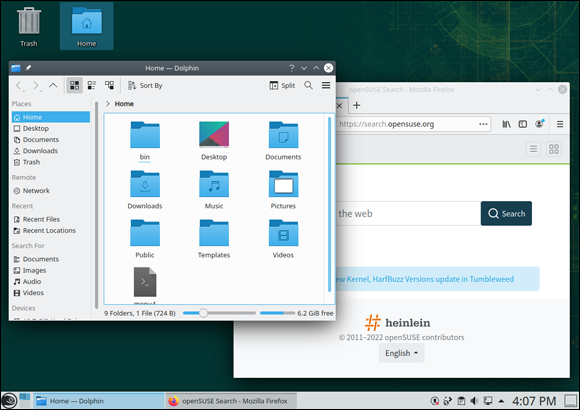 Trash
Home
Home — Dolphin
Split
Sort By
Places
Home
Desktop
Documents
Downloads
Trash
Remote
Network
Recent
Recent Files
Recent Locations
Search For
Documents
Images
Audio
Videos
Devices
Home
bin
Desktop
Documents
Downloads
Music
Pictures
Public
Templates
Videos
9 Folders, 1 File (724 B)
6.2 GiB free
openSUSE Search - Mozilla Firefox
https://search.opensuse.org
the web
Search
Kernel, HarfBuzz Versions update in Tumbleweed
heinlein
© 2011–2022 openSUSE contributors
English
Home — Dolphin
openSUSE Search - Mozilla Firefox
4:07 PM